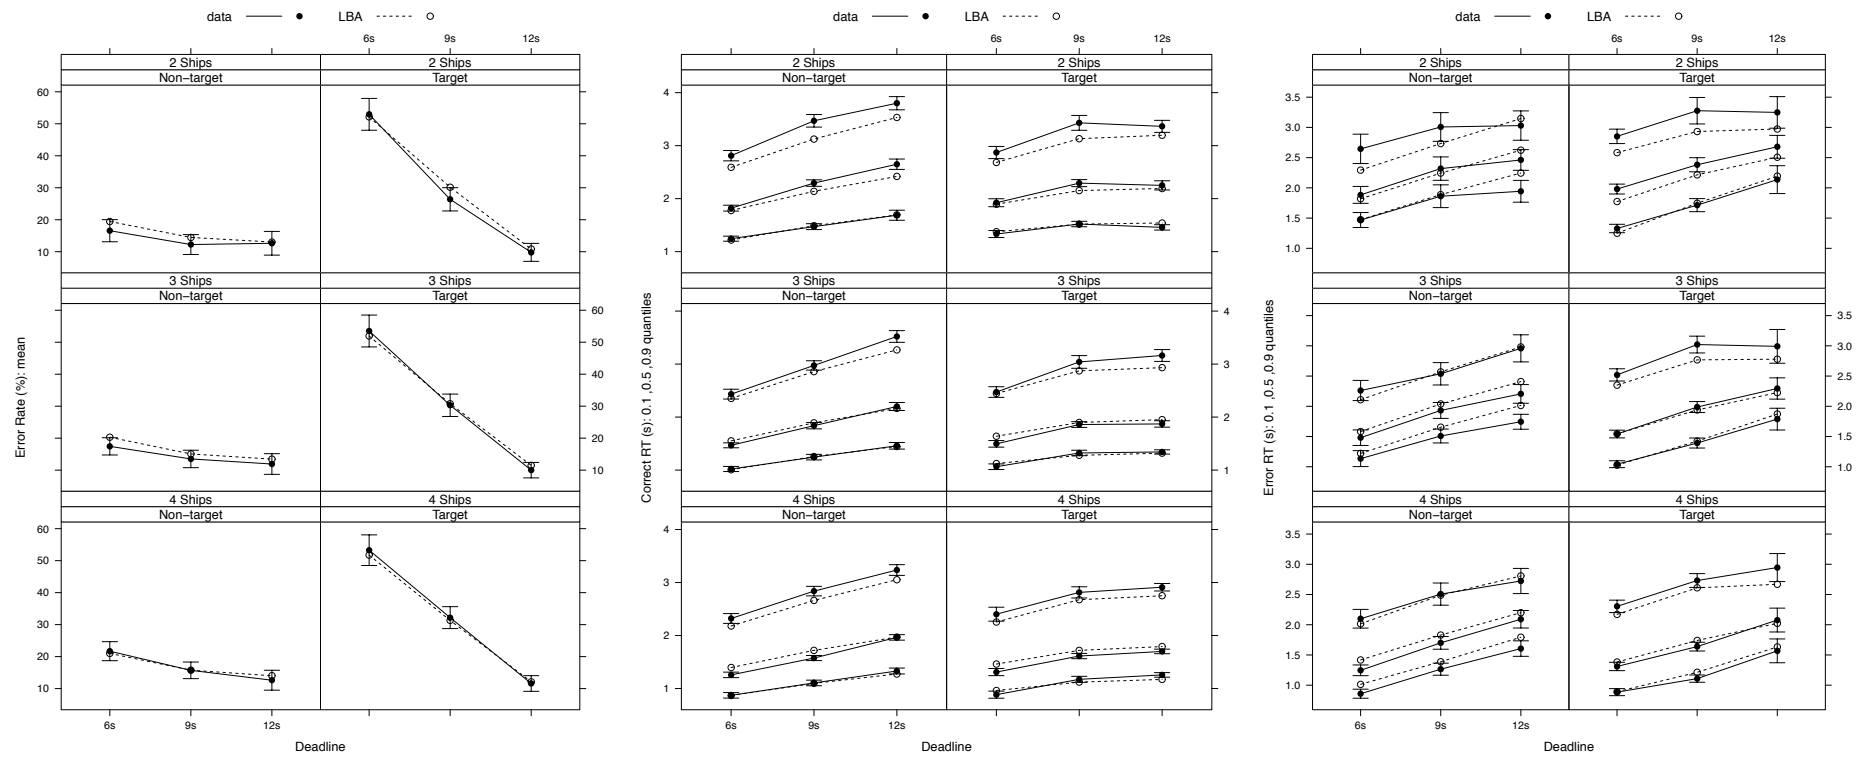 data LBA
6s 9s 12s
2 Ships 2 Ships
Non-target Target
60
50
40
30
20
10
3 Ships 3 Ships
Non-target Target
60
50
40
30
20
10
4 Ships 4 Ships
Non-target Target
60
50
40
30
20
10
6s 9s 12s
Deadline
Error Rate (%): mean
data LBA
6s 9s 12s
2 Ships 2 Ships
Non-target Target
4
3
2
1
3 Ships 3 Ships
Non-target Target
4
3
2
1
4 Ships 4 Ships
Non-target Target
4
3
2
1
6s 9s 12s
Deadline
Correct RT (s): 0.1 ,0.5 ,0.9 quantiles
data LBA
6s 9s 12s
2 Ships 2 Ships
Non-target Target
3.5
3.0
2.5
2.0
1.5
1.0
3 Ships 3 Ships
Non-target Target
3.5
3.0
2.5
2.0
1.5
1.0
4 Ships 4 Ships
Non-target Target
3.5
3.0
2.5
2.0
1.5
1.0
6s 9s 12s
Deadline
Error RT (s): 0.1 ,0.5 ,0.9 quantiles